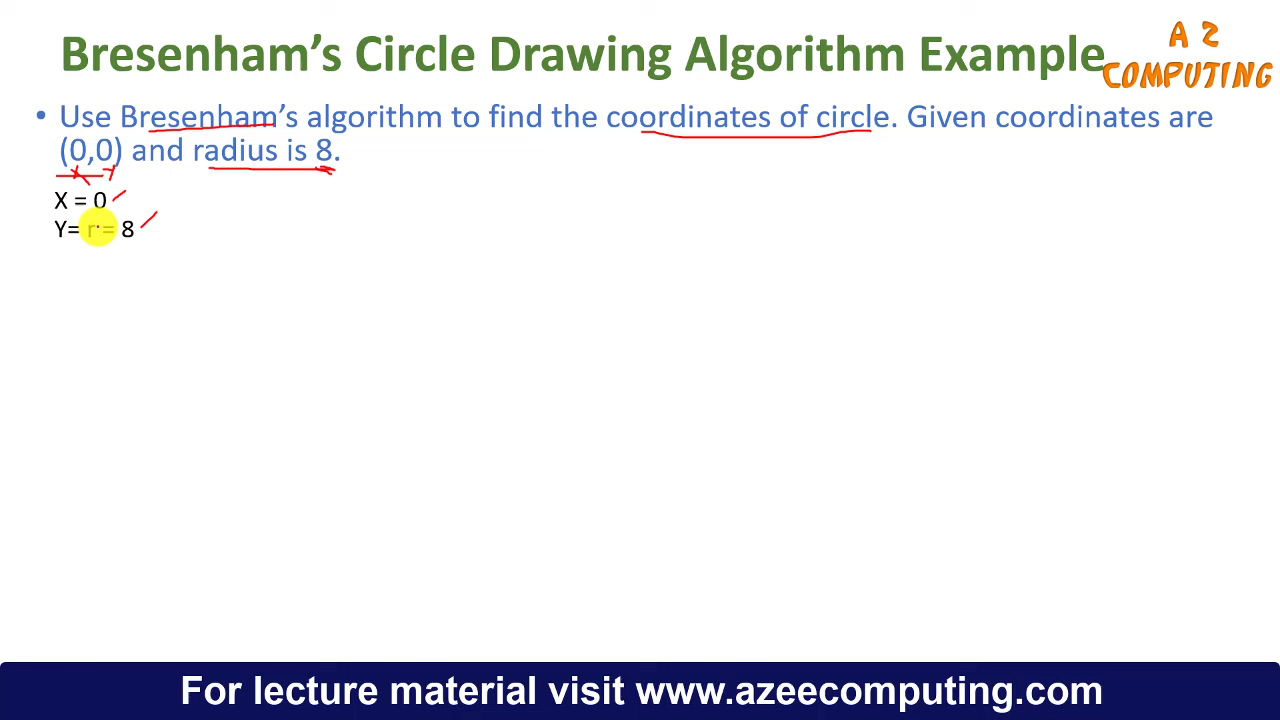 Bresenham's Circle Drawing Algorithm Example
A Z
COMPUTING
• Use Bresenham's algorithm to find the coordinates of circle. Given coordinates are
(0,0) and radius is 8.
x y
X = 0
Y= r = 8
For lecture material visit www.azeecomputing.com